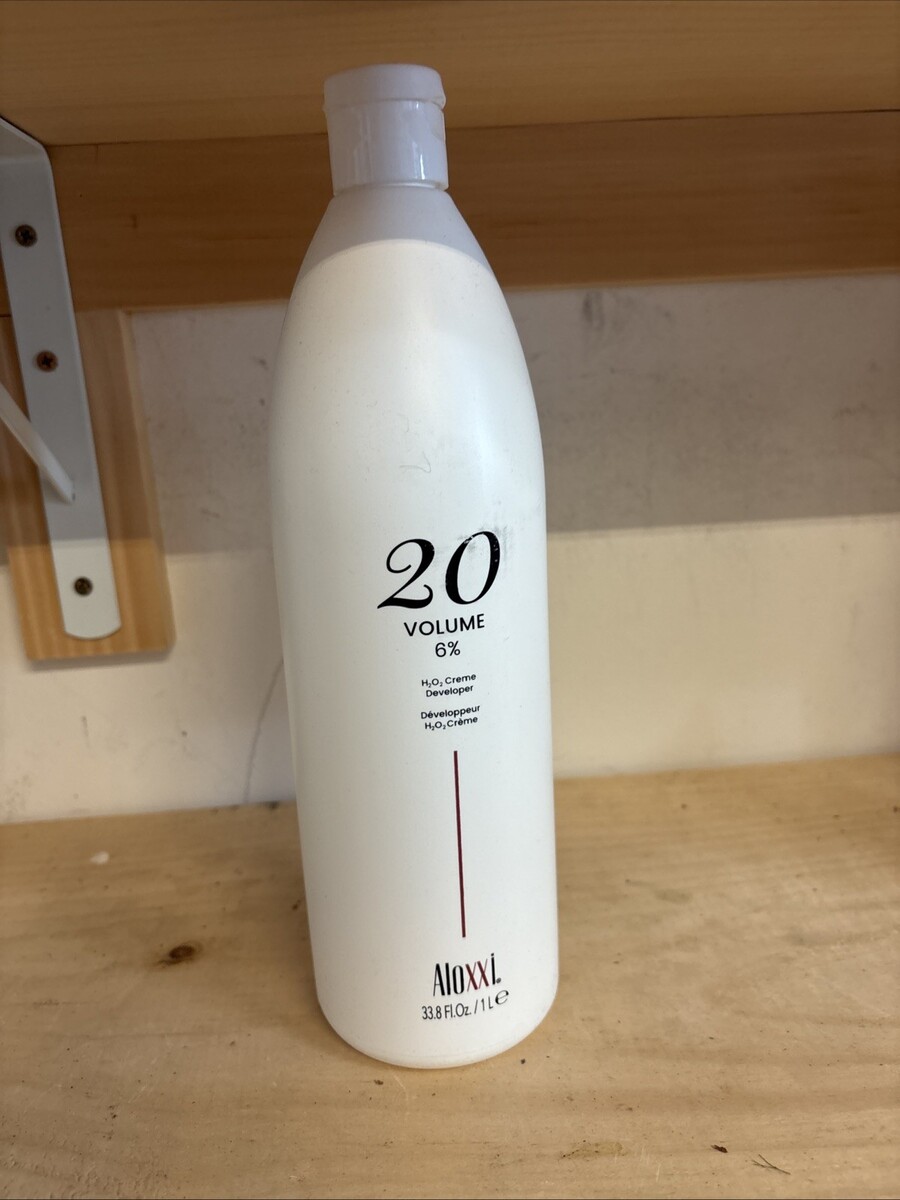 20
VOLUME
6%
H₂O₂ Creme
Developer
Développeur
H₂O₂ Crème
Aloxxi®
33.8 Fl.Oz. / 1 L ℮